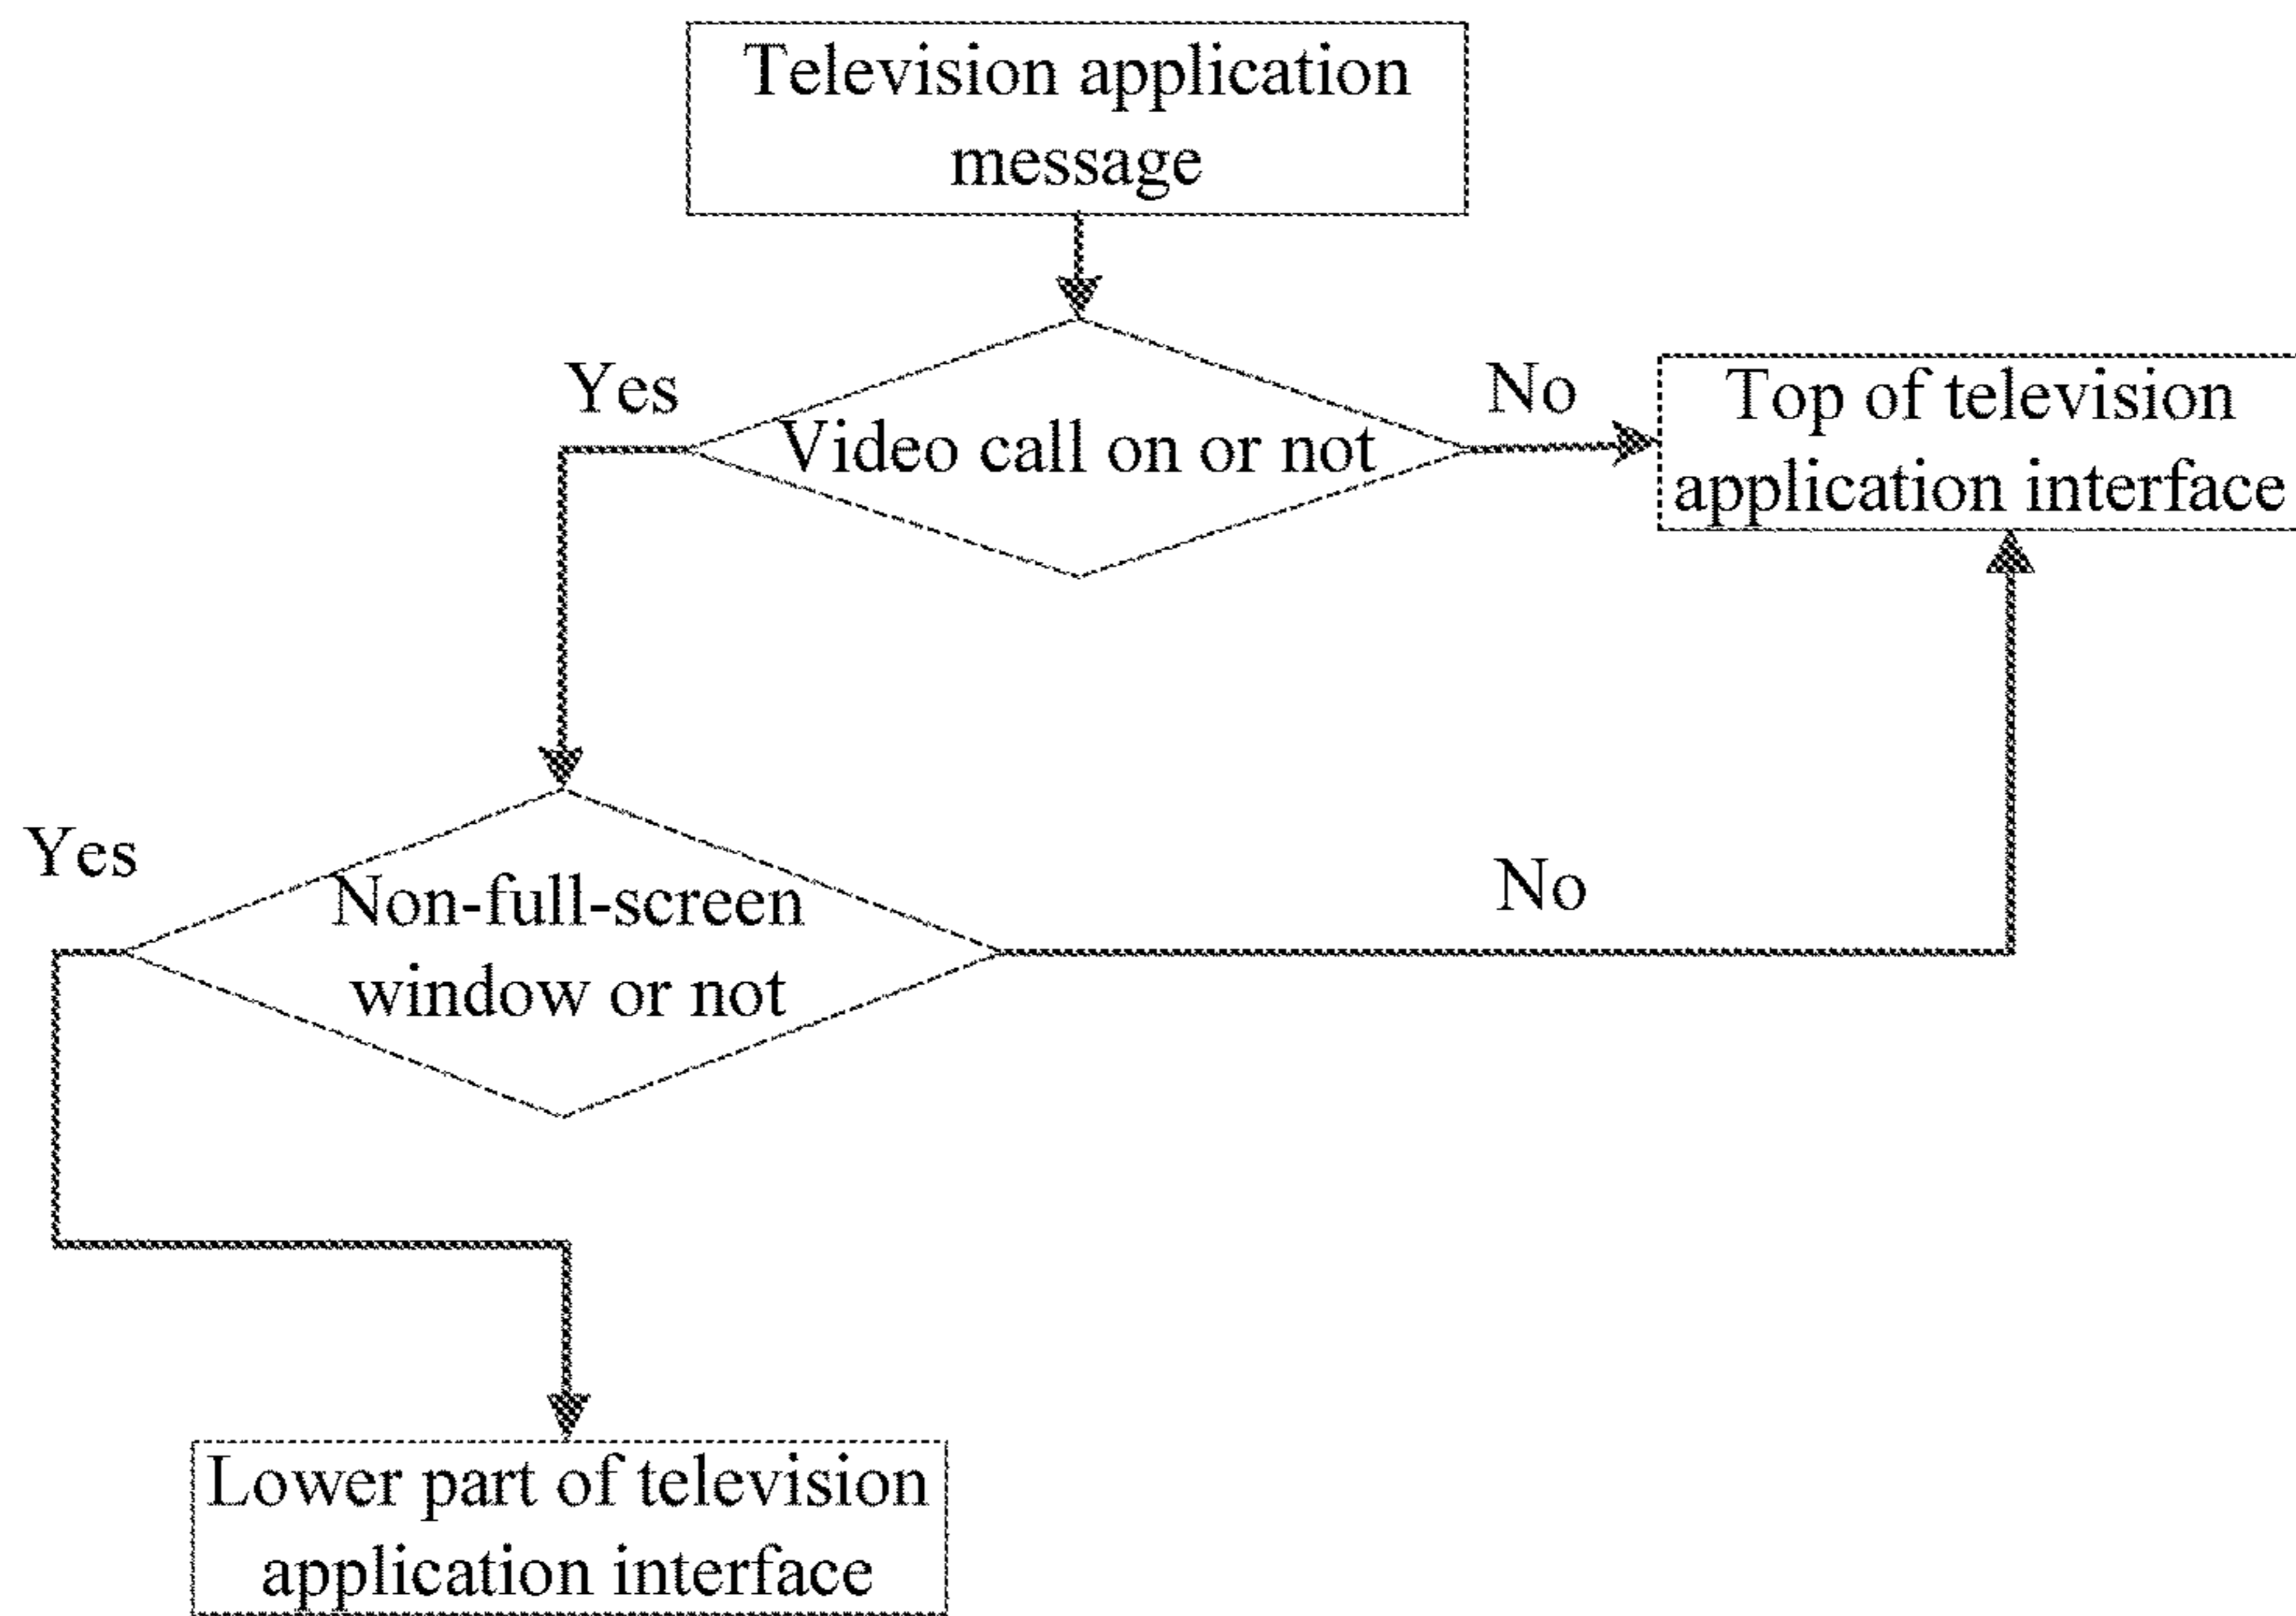 Television application
message
Yes
No
Video call on or not
Top of television
application interface
Yes
No
Non-full-screen
window or not
Lower part of television
application interface